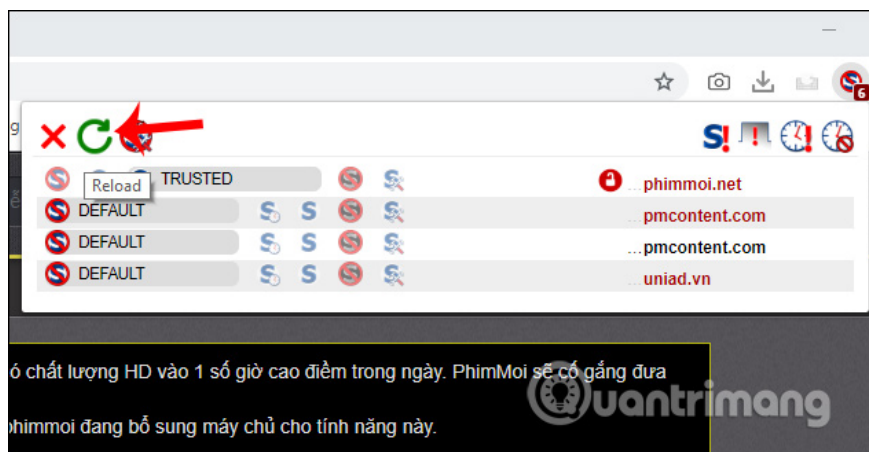 6
g
TRUSTED
phimmoi.net
Reload
DEFAULT
...pmcontent.com
DEFAULT
...pmcontent.com
DEFAULT
...uniad.vn
ó chất lượng HD vào 1 số giờ cao điểm trong ngày. PhimMoi sẽ cố gắng đưa
phimmoi đang bổ sung máy chủ cho tính năng này.
Quantrimang